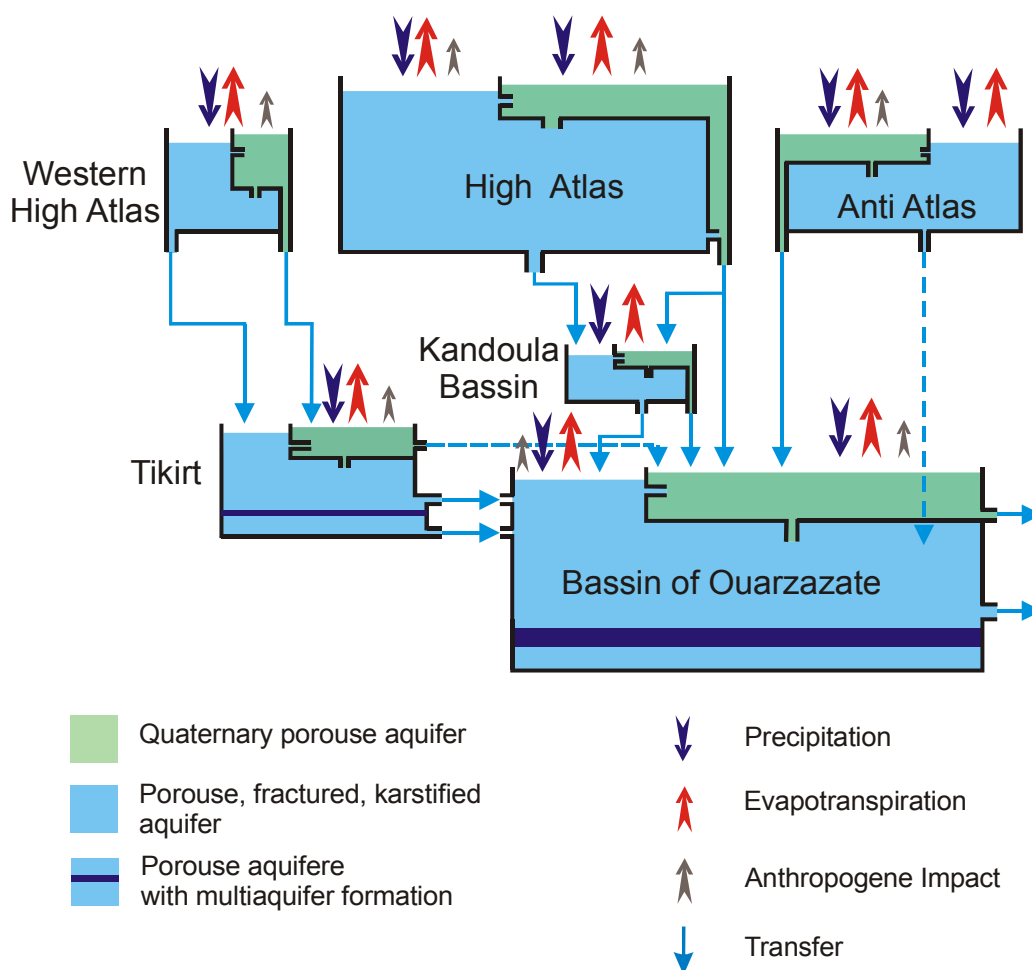 Western
High Atlas
High Atlas
Anti Atlas
Kandoula
Bassin
Tikirt
Bassin of Ouarzazate
Quaternary porouse aquifer
Porouse, fractured, karstified
aquifer
Porouse aquifere
with multiaquifer formation
Precipitation
Evapotranspiration
Anthropogene Impact
Transfer